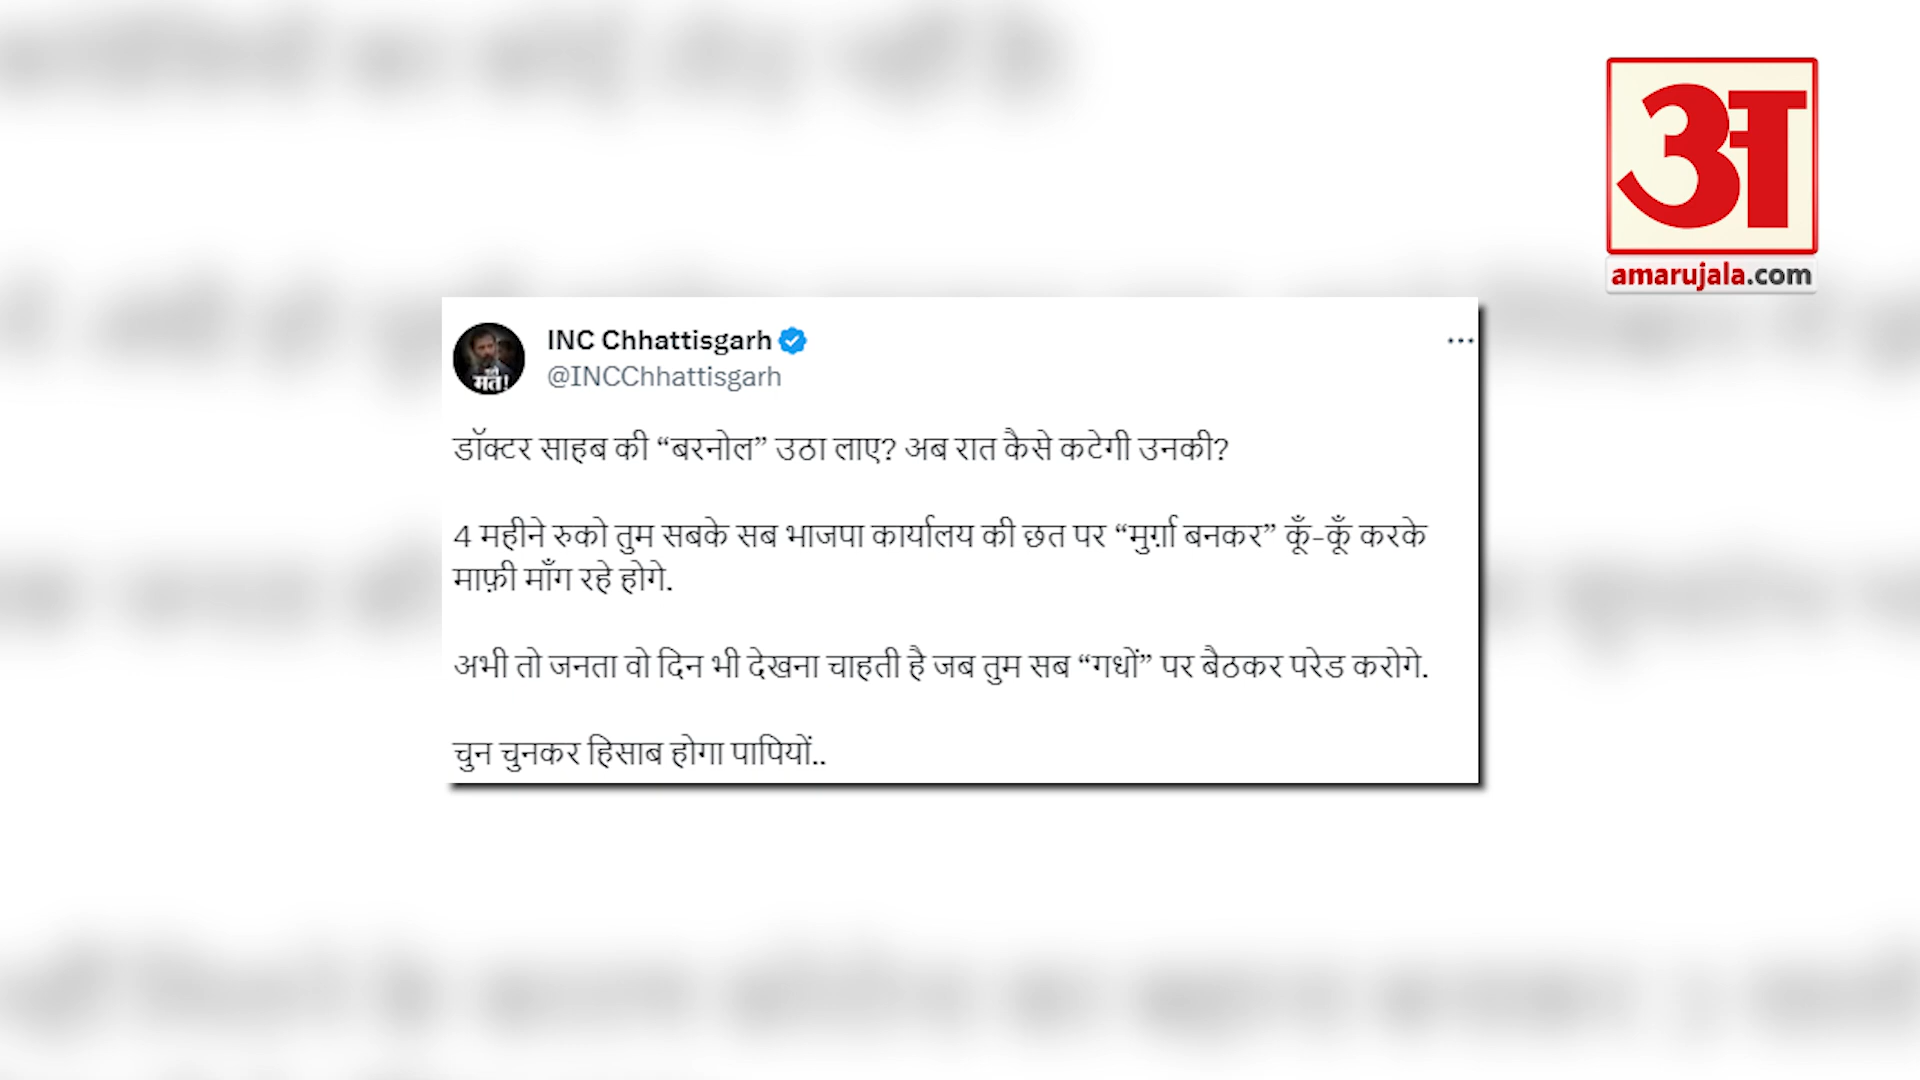 अ
amarujala.com
INC Chhattisgarh
@INCChhattisgarh
मत!
डॉक्टर साहब की “बरनोल” उठा लाए? अब रात कैसे कटेगी उनकी?
4 महीने रुको तुम सबके सब भाजपा कार्यालय की छत पर “मुर्ग़ा बनकर” कूँ-कूँ करके
माफ़ी माँग रहे होगे.
अभी तो जनता वो दिन भी देखना चाहती है जब तुम सब “गधों” पर बैठकर परेड करोगे.
चुन चुनकर हिसाब होगा पापियों..